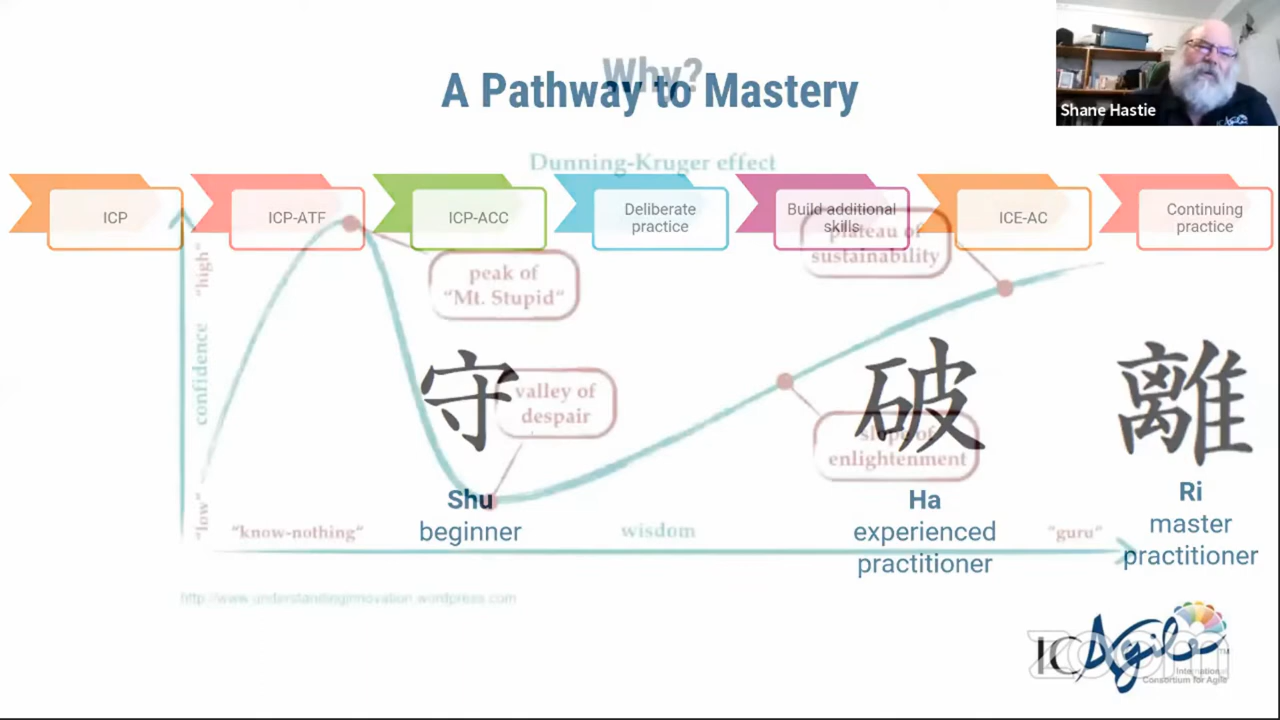 Why?
A Pathway to Mastery
Shane Hastie
Dunning-Kruger effect
ICP
ICP-ATF
ICP-ACC
Deliberate
practice
Build additional
skills
ICE-AC
Continuing
practice
plateau of
sustainability
peak of
“Mt. Stupid”
valley of
despair
slope of
enlightenment
“high”
confidence
“low”
守
破
離
Shu
beginner
Ha
experienced
practitioner
Ri
master
practitioner
“know-nothing”
wisdom
“guru”
http://www.understandinginnovation.wordpress.com
ICAgile™
International
Consortium for Agile
zoom